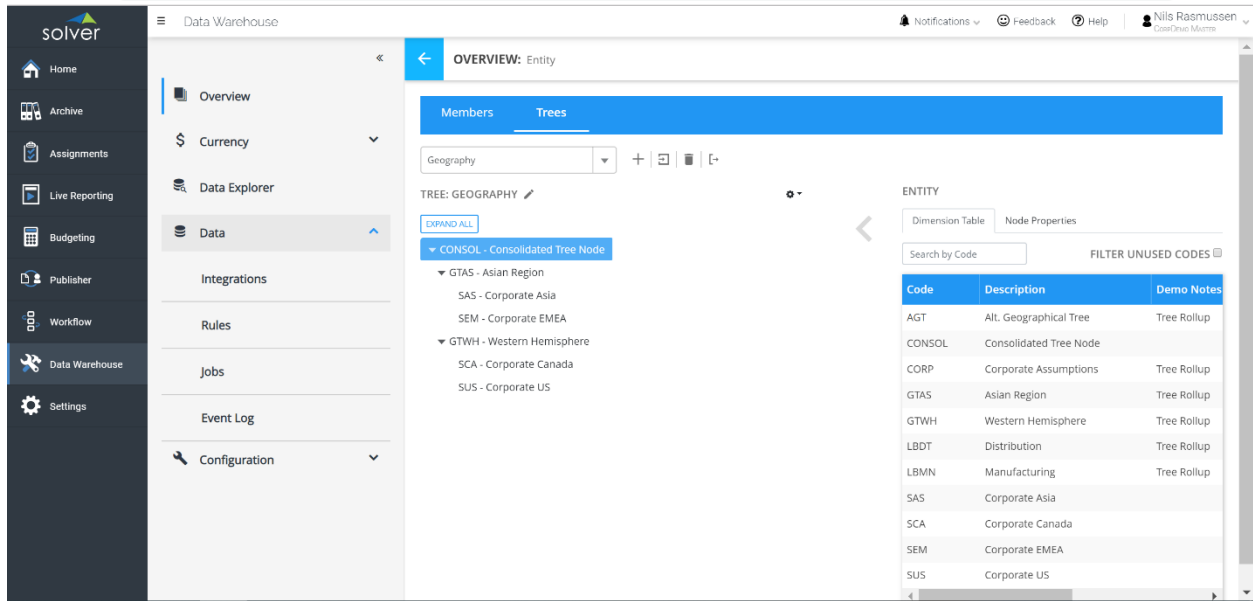 solver
Data Warehouse
Notifications
Feedback
Help
Nils Rasmussen
CorpDemo Master
Home
Archive
Assignments
Live Reporting
Budgeting
Publisher
Workflow
Data Warehouse
Settings
Overview
$ Currency
Data Explorer
Data
Integrations
Rules
Jobs
Event Log
Configuration
OVERVIEW: Entity
Members Trees
Geography
TREE: GEOGRAPHY
EXPAND ALL
CONSOL - Consolidated Tree Node
GTAS - Asian Region
SAS - Corporate Asia
SEM - Corporate EMEA
GTWH - Western Hemisphere
SCA - Corporate Canada
SUS - Corporate US
ENTITY
Dimension Table Node Properties
Search by Code FILTER UNUSED CODES
Code Description Demo Notes
AGT Alt. Geographical Tree Tree Rollup
CONSOL Consolidated Tree Node
CORP Corporate Assumptions Tree Rollup
GTAS Asian Region Tree Rollup
GTWH Western Hemisphere Tree Rollup
LBDT Distribution Tree Rollup
LBMN Manufacturing Tree Rollup
SAS Corporate Asia
SCA Corporate Canada
SEM Corporate EMEA
SUS Corporate US